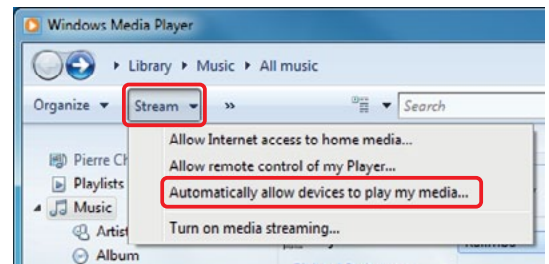 Windows Media Player
Library ▸ Music ▸ All music
Organize Stream » Search
Allow Internet access to home media...
Allow remote control of my Player...
Automatically allow devices to play my media...
Turn on media streaming...
Pierre
Playlists
Music
Album